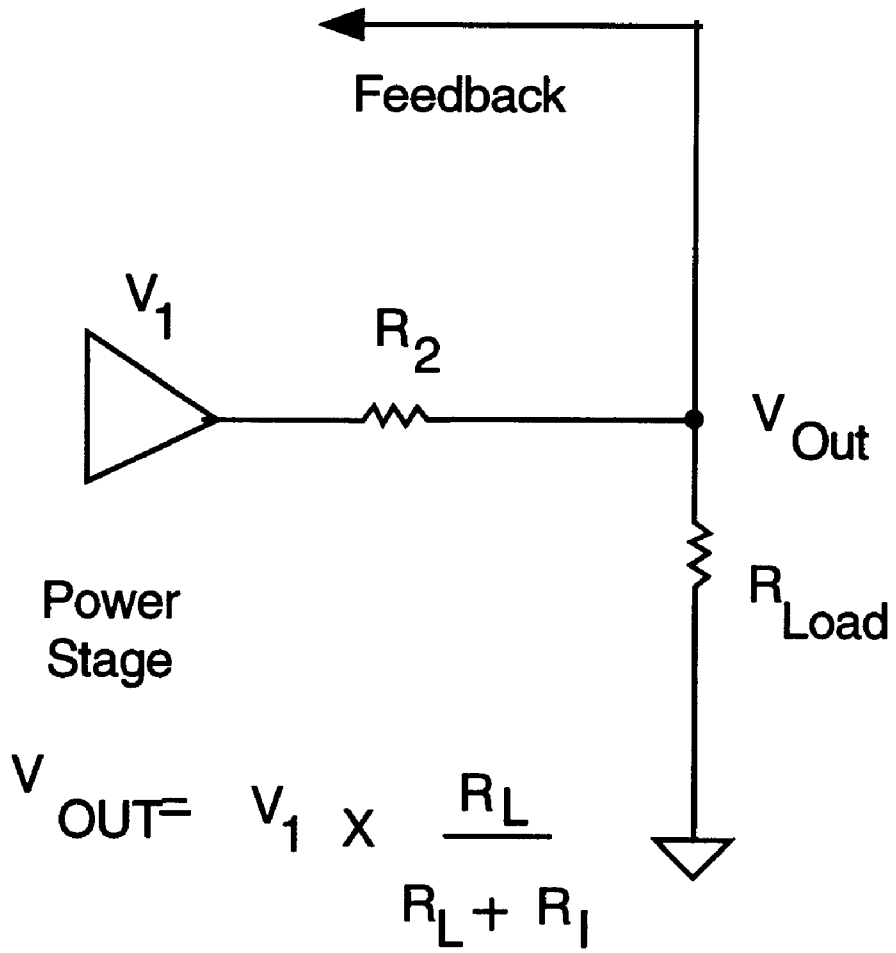 Feedback
V1
R2
VOut
RLoad
Power
Stage
VOUT= V1 X RL
RL + RI